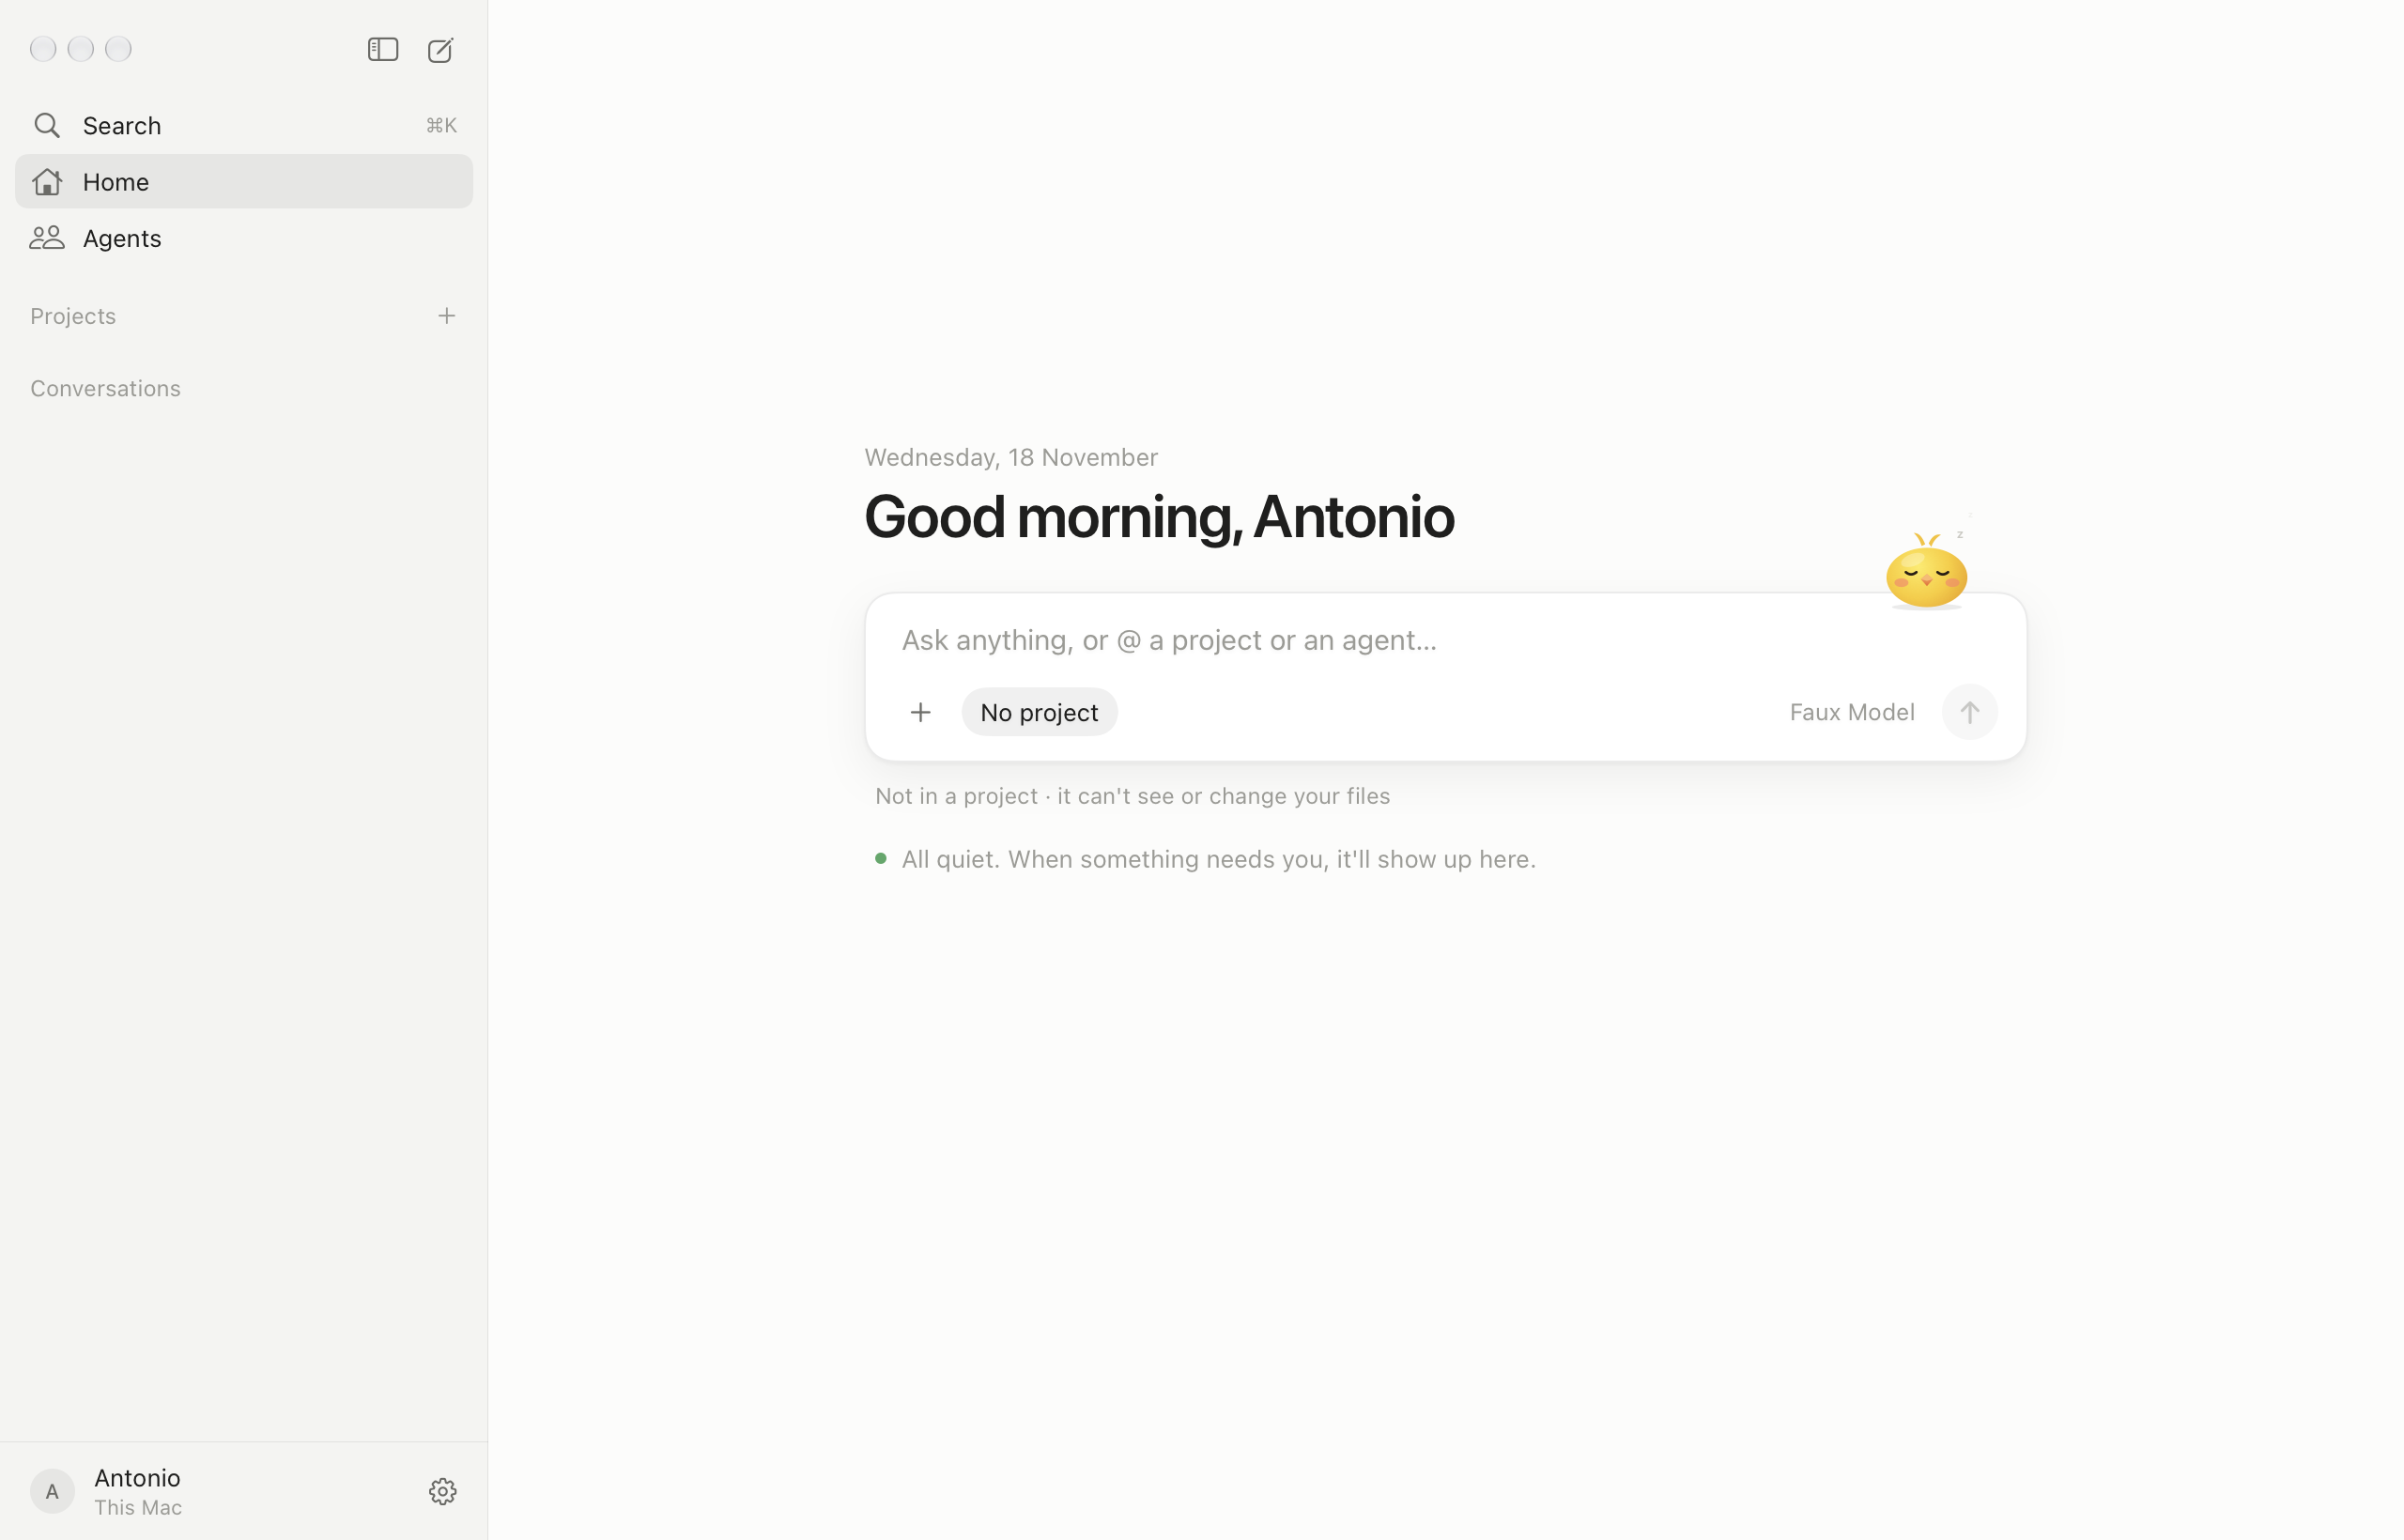 Search ⌘K
Home
Agents
Projects
Conversations
Wednesday, 18 November
Good morning, Antonio
z
Ask anything, or @ a project or an agent...
No project
Faux Model
Not in a project · it can't see or change your files
All quiet. When something needs you, it'll show up here.
A
Antonio
This Mac